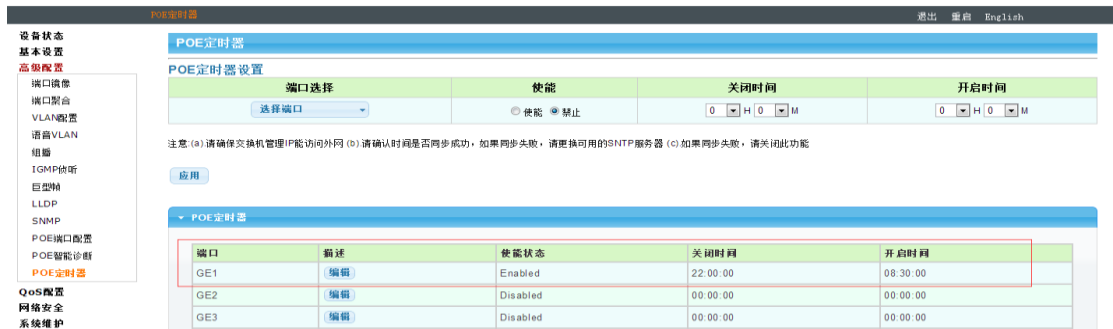 POE定时器 退出 重启 English
设备状态
基本设置
高级配置
端口镜像
端口聚合
VLAN配置
语音VLAN
组播
IGMP侦听
巨型帧
LLDP
SNMP
POE端口配置
POE智能诊断
POE定时器
QoS配置
网络安全
系统维护
POE定时器
POE定时器设置
端口选择 使能 关闭时间 开启时间
选择端口 使能 禁止 0 H 0 M 0 H 0 M
注意:(a).请确保交换机管理IP能访问外网 (b).请确认时间是否同步成功，如果同步失败，请更换可用的SNTP服务器 (c).如果同步失败，请关闭此功能
应用
POE定时器
端口 描述 使能状态 关闭时间 开启时间
GE1 编辑 Enabled 22:00:00 08:30:00
GE2 编辑 Disabled 00:00:00 00:00:00
GE3 编辑 Disabled 00:00:00 00:00:00